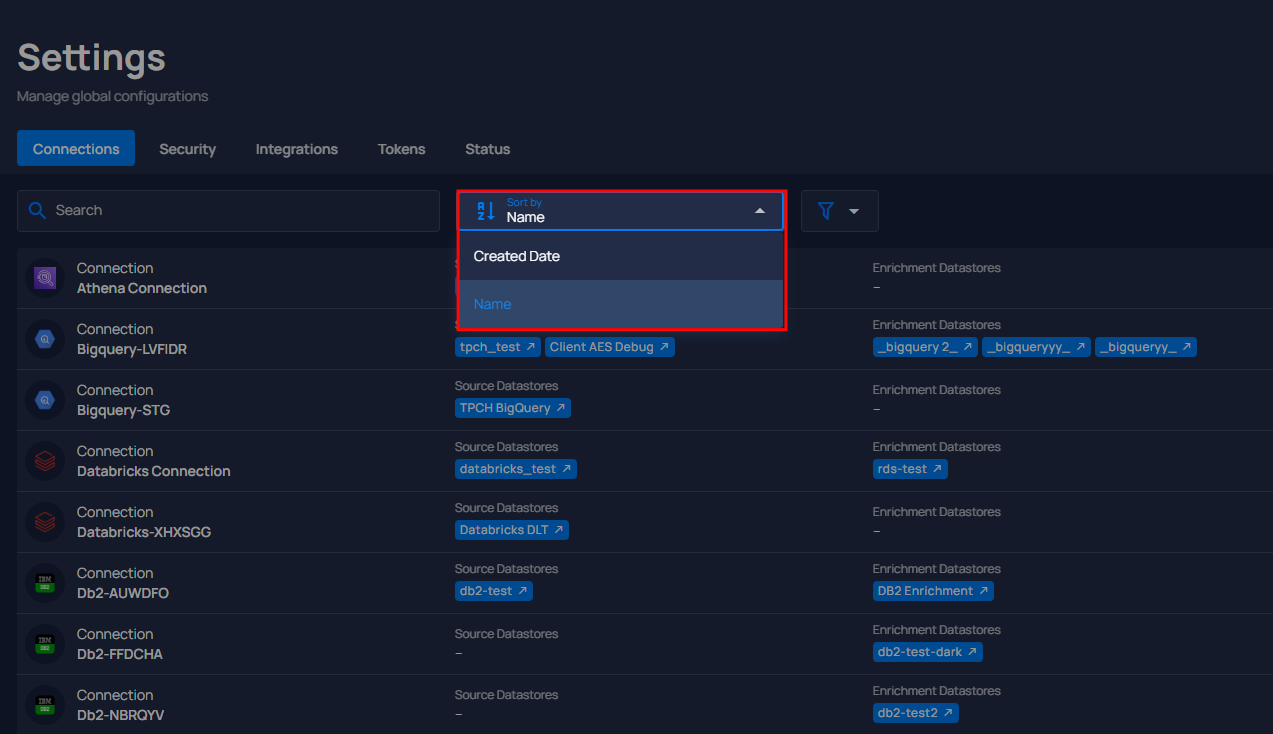 Settings
Manage global configurations
Connections Security Integrations Tokens Status
Search
Sort by
Name
Created Date
Name
Connection
Athena Connection
Enrichment Datastores
–
Connection
Bigquery-LVFIDR
tpch_test Client AES Debug
Enrichment Datastores
_bigquery 2_ _bigqueryyy_ _bigqueryy_
Connection
Bigquery-STG
Source Datastores
TPCH BigQuery
Enrichment Datastores
–
Connection
Databricks Connection
Source Datastores
databricks_test
Enrichment Datastores
rds-test
Connection
Databricks-XHXSGG
Source Datastores
Databricks DLT
Enrichment Datastores
–
Connection
Db2-AUWDFO
Source Datastores
db2-test
Enrichment Datastores
DB2 Enrichment
Connection
Db2-FFDCHA
Source Datastores
–
Enrichment Datastores
db2-test-dark
Connection
Db2-NBRQYV
Source Datastores
–
Enrichment Datastores
db2-test2